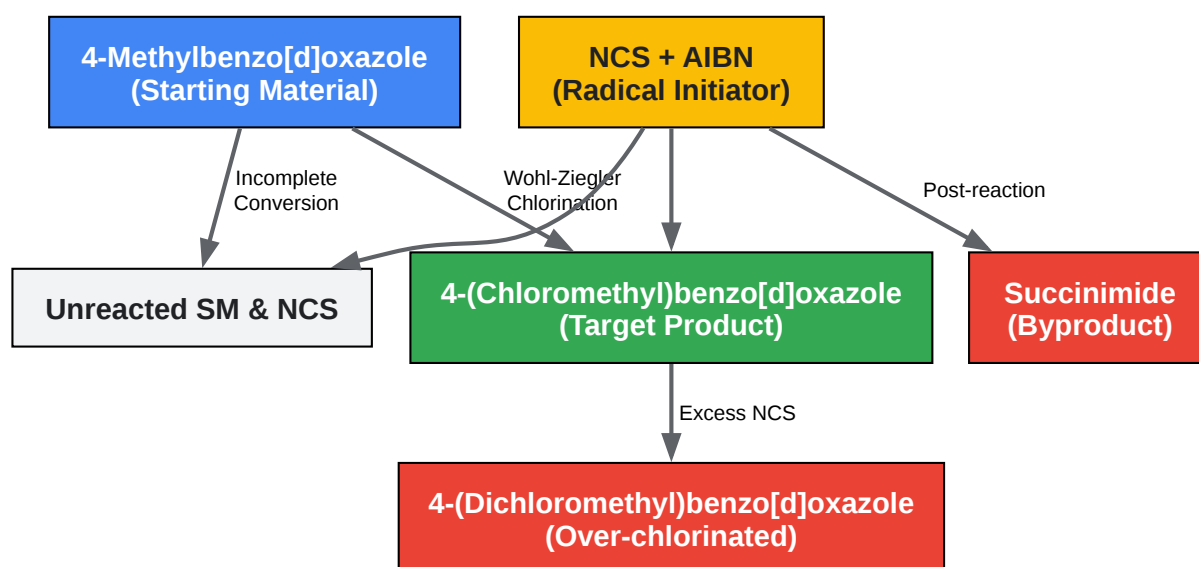 4-Methylbenzo[d]oxazole
(Starting Material)
NCS + AIBN
(Radical Initiator)
Incomplete
Conversion
Wohl-Ziegler
Chlorination
Post-reaction
Unreacted SM & NCS
4-(Chloromethyl)benzo[d]oxazole
(Target Product)
Succinimide
(Byproduct)
Excess NCS
4-(Dichloromethyl)benzo[d]oxazole
(Over-chlorinated)